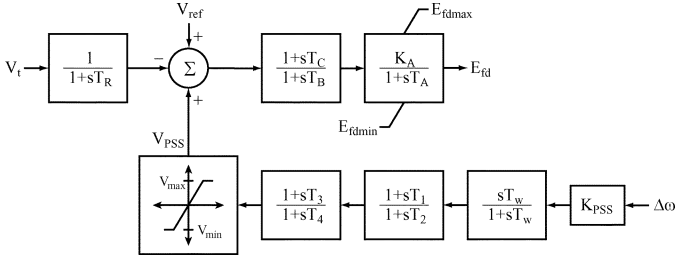 V_ref
E_fdmax
V_t
1
1+sT_R
−
+
Σ
+
1+sT_C
1+sT_B
K_A
1+sT_A
E_fd
E_fdmin
V_PSS
V_max
V_min
1+sT_3
1+sT_4
1+sT_1
1+sT_2
sT_w
1+sT_w
K_PSS
Δω